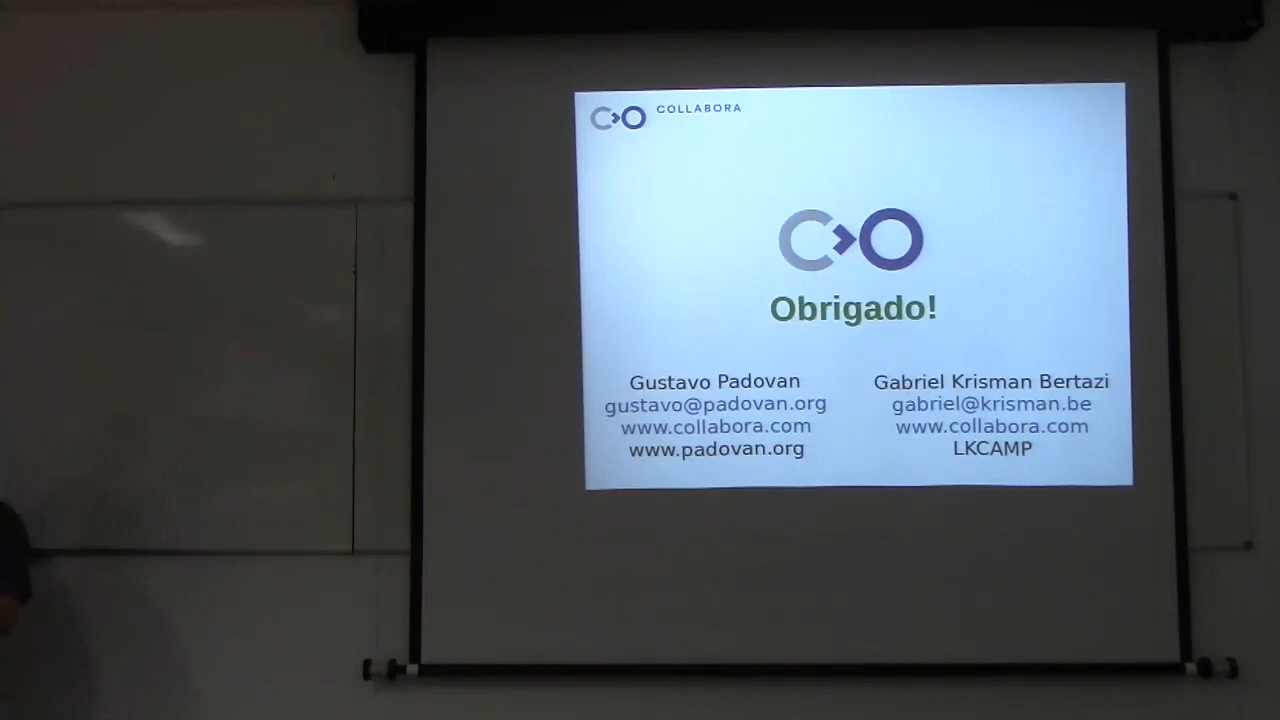 COLLABORA
Obrigado!
Gustavo Padovan
gustavo@padovan.org
www.collabora.com
www.padovan.org
Gabriel Krisman Bertazi
gabriel@krisman.be
www.collabora.com
LKCAMP